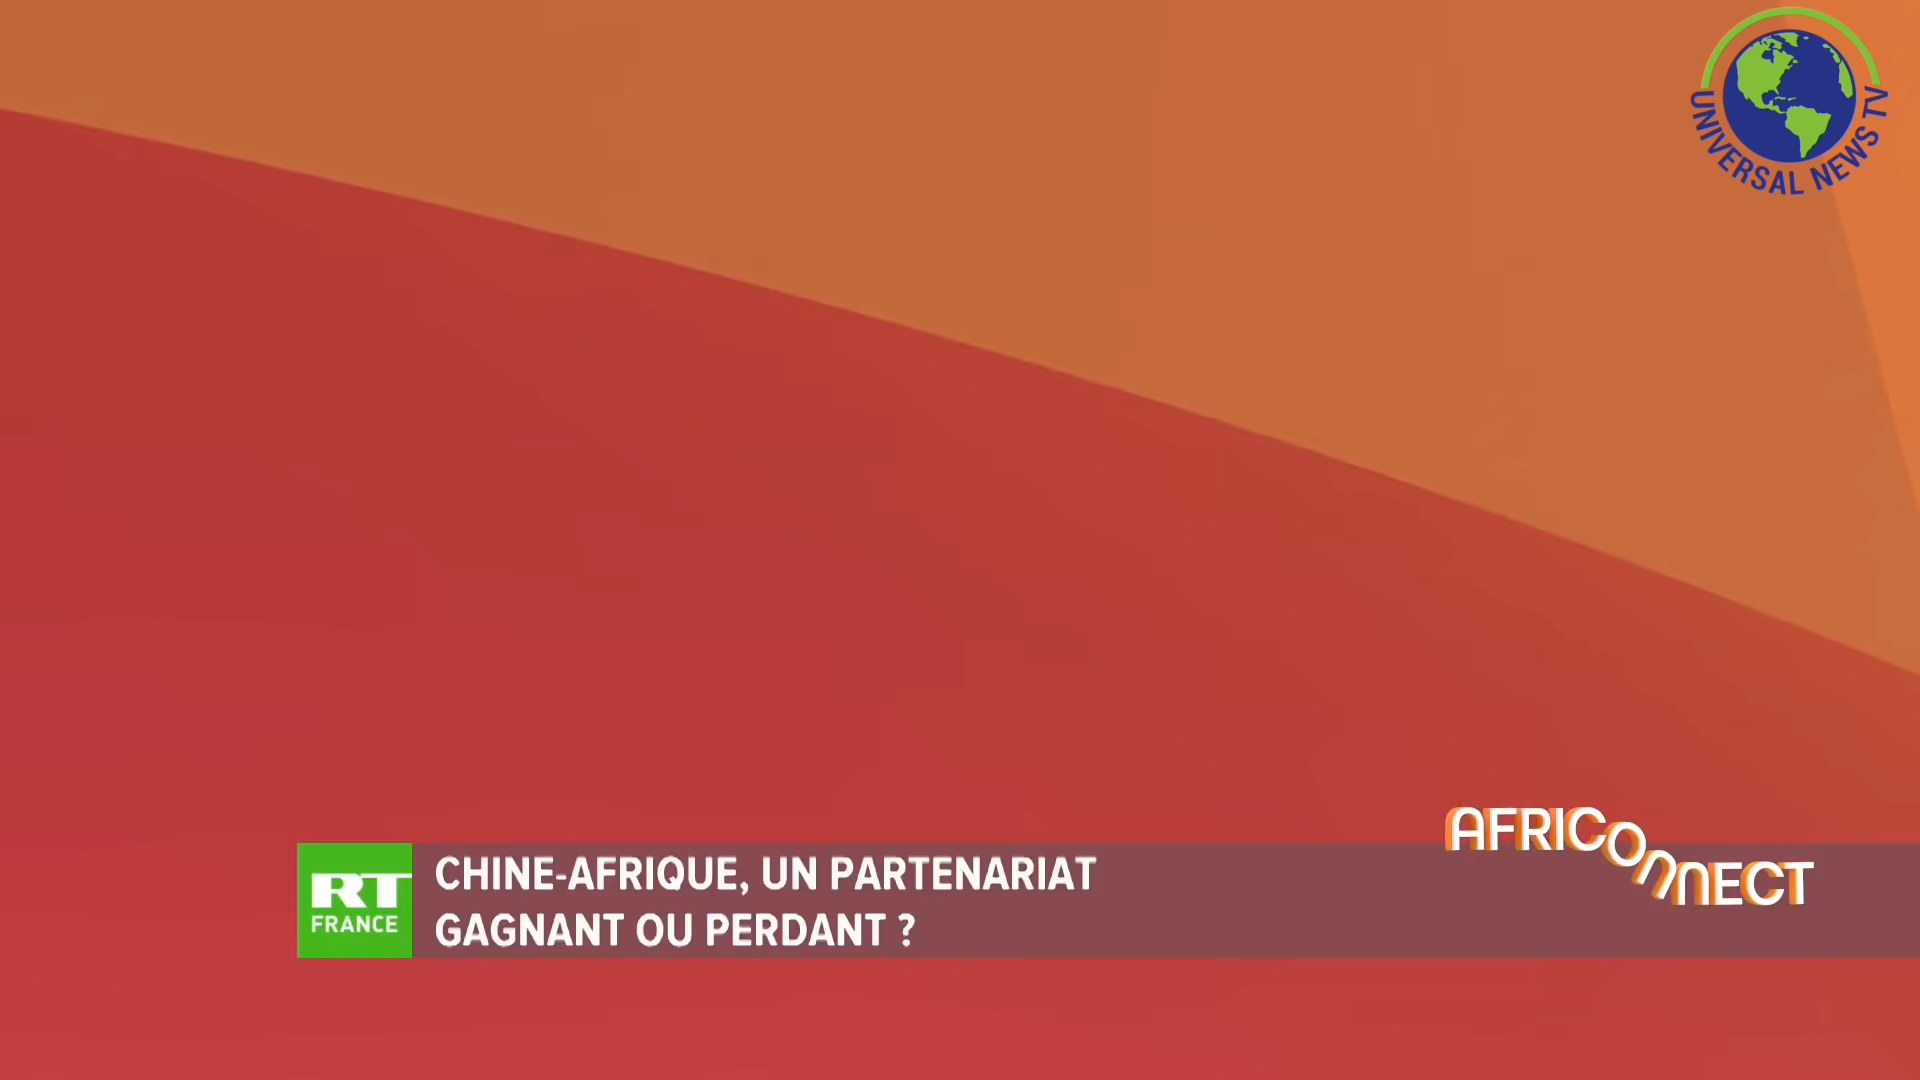 UNIVERSAL NEWS TV
AFRICONNECT
RT
FRANCE
CHINE-AFRIQUE, UN PARTENARIAT
GAGNANT OU PERDANT ?